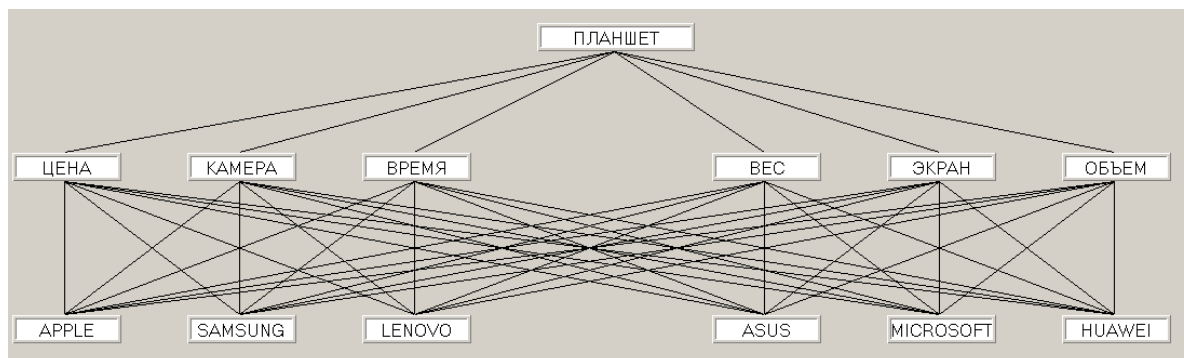 ПЛАНШЕТ
ЦЕНА КАМЕРА ВРЕМЯ ВЕС ЭКРАН ОБЪЕМ
APPLE SAMSUNG LENOVO ASUS MICROSOFT HUAWEI